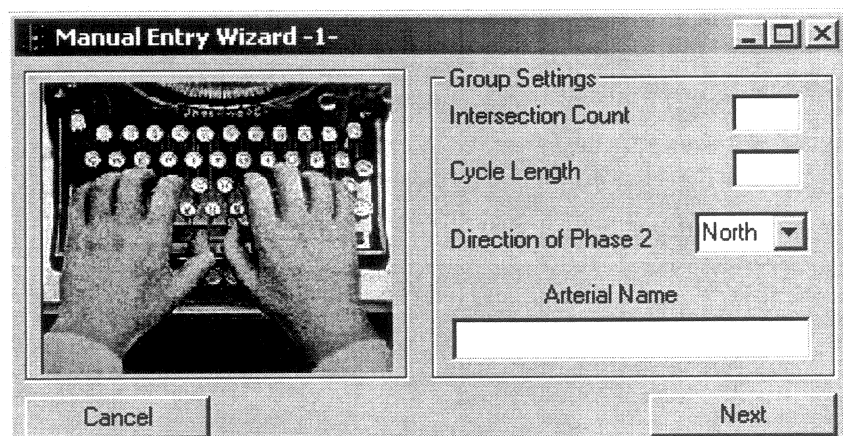 Manual Entry Wizard -1-
Group Settings
Intersection Count
Cycle Length
Direction of Phase 2 North
Arterial Name
Cancel Next